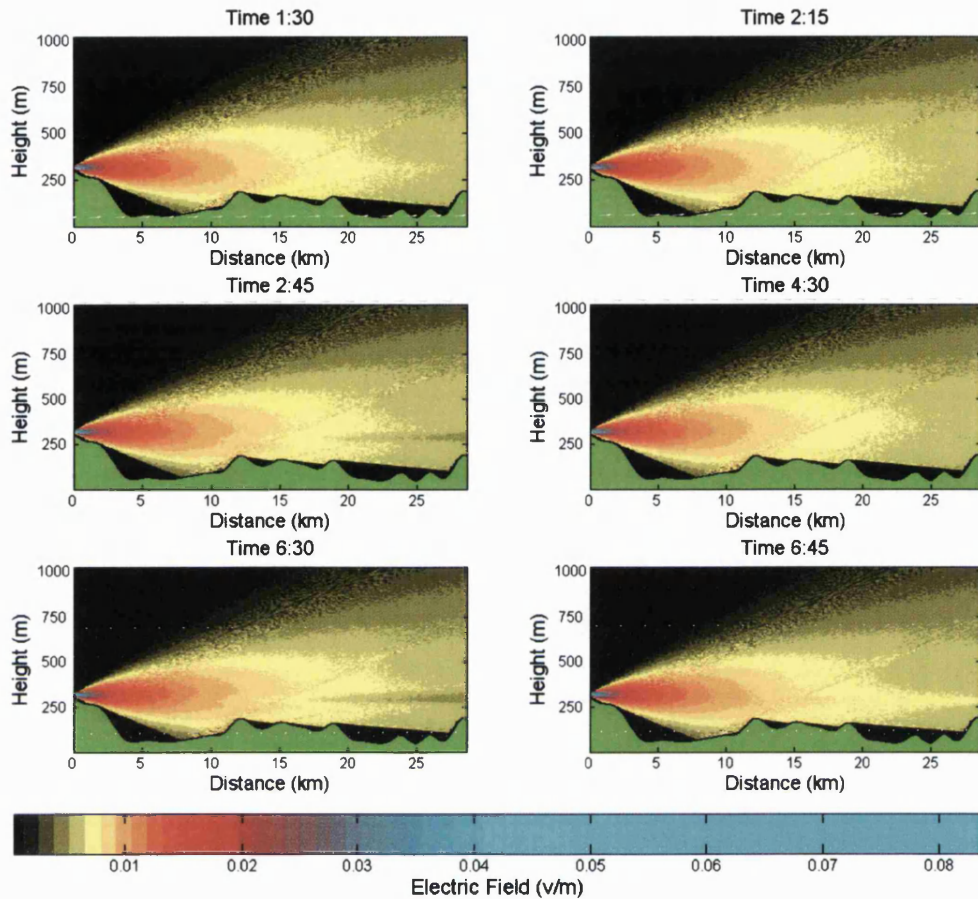 Time 1:30
1000
750
500
250
Height (m)
0 5 10 15 20 25
Distance (km)
Time 2:15
1000
750
500
250
Height (m)
0 5 10 15 20 25
Distance (km)
Time 2:45
1000
750
500
250
Height (m)
0 5 10 15 20 25
Distance (km)
Time 4:30
1000
750
500
250
Height (m)
0 5 10 15 20 25
Distance (km)
Time 6:30
1000
750
500
250
Height (m)
0 5 10 15 20 25
Distance (km)
Time 6:45
1000
750
500
250
Height (m)
0 5 10 15 20 25
Distance (km)
0.01 0.02 0.03 0.04 0.05 0.06 0.07 0.08
Electric Field (v/m)